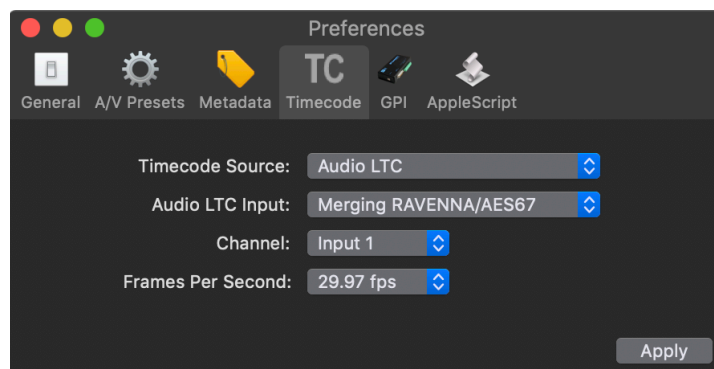 Preferences
TC
General A/V Presets Metadata Timecode GPI AppleScript
Timecode Source: Audio LTC
Audio LTC Input: Merging RAVENNA/AES67
Channel: Input 1
Frames Per Second: 29.97 fps
Apply